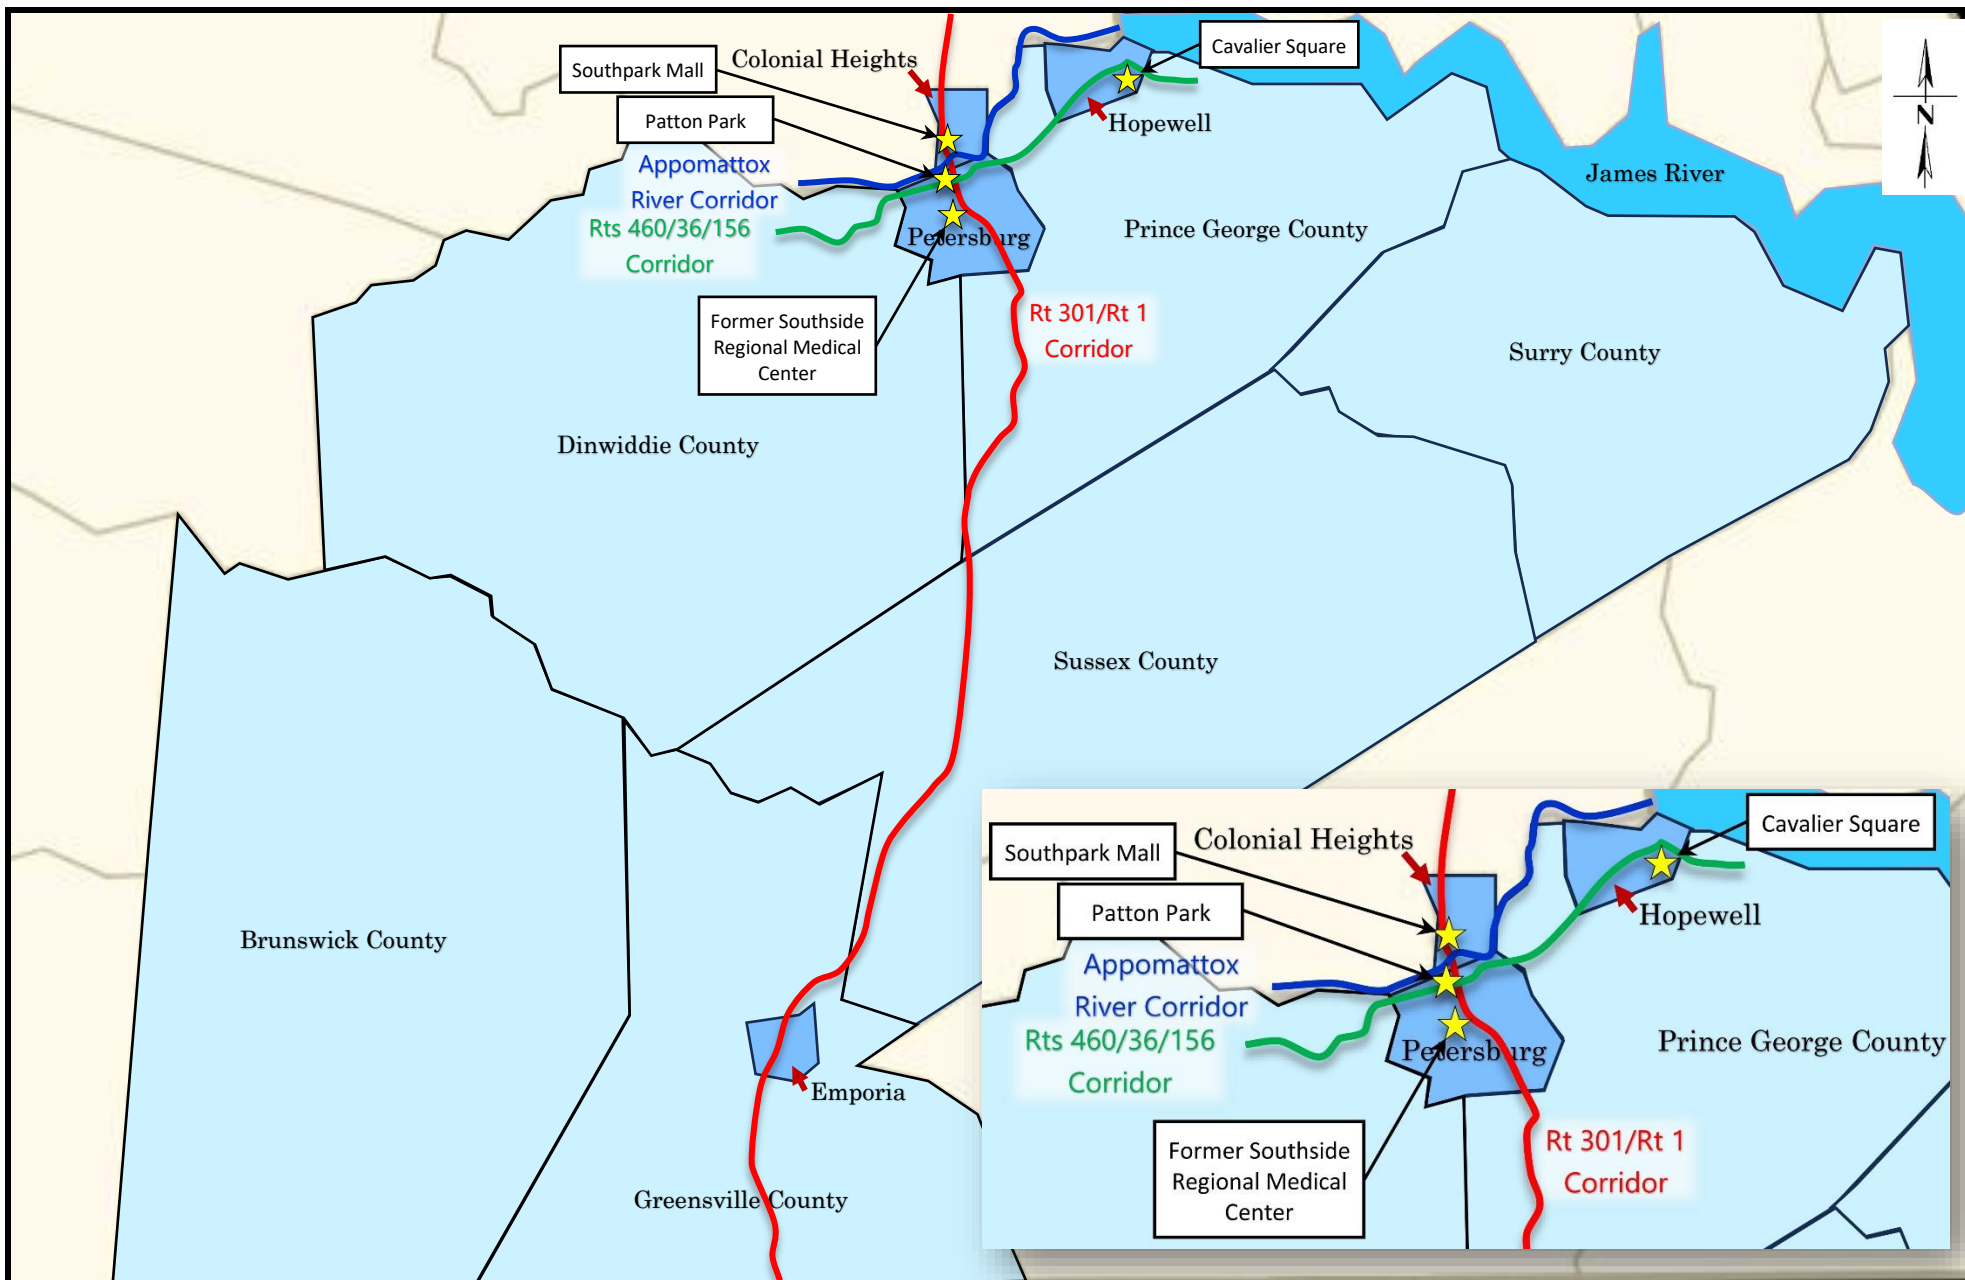 Southpark Mall
Colonial Heights
Cavalier Square
Patton Park
Hopewell
Appomattox
River Corridor
James River
Rts 460/36/156
Corridor
Petersburg
Prince George County
Former Southside
Regional Medical
Center
Rt 301/Rt 1
Corridor
Surry County
Dinwiddie County
Sussex County
Brunswick County
Emporia
Greensville County
N
Southpark Mall
Colonial Heights
Cavalier Square
Patton Park
Hopewell
Appomattox
River Corridor
Rts 460/36/156
Corridor
Petersburg
Prince George County
Former Southside
Regional Medical
Center
Rt 301/Rt 1
Corridor